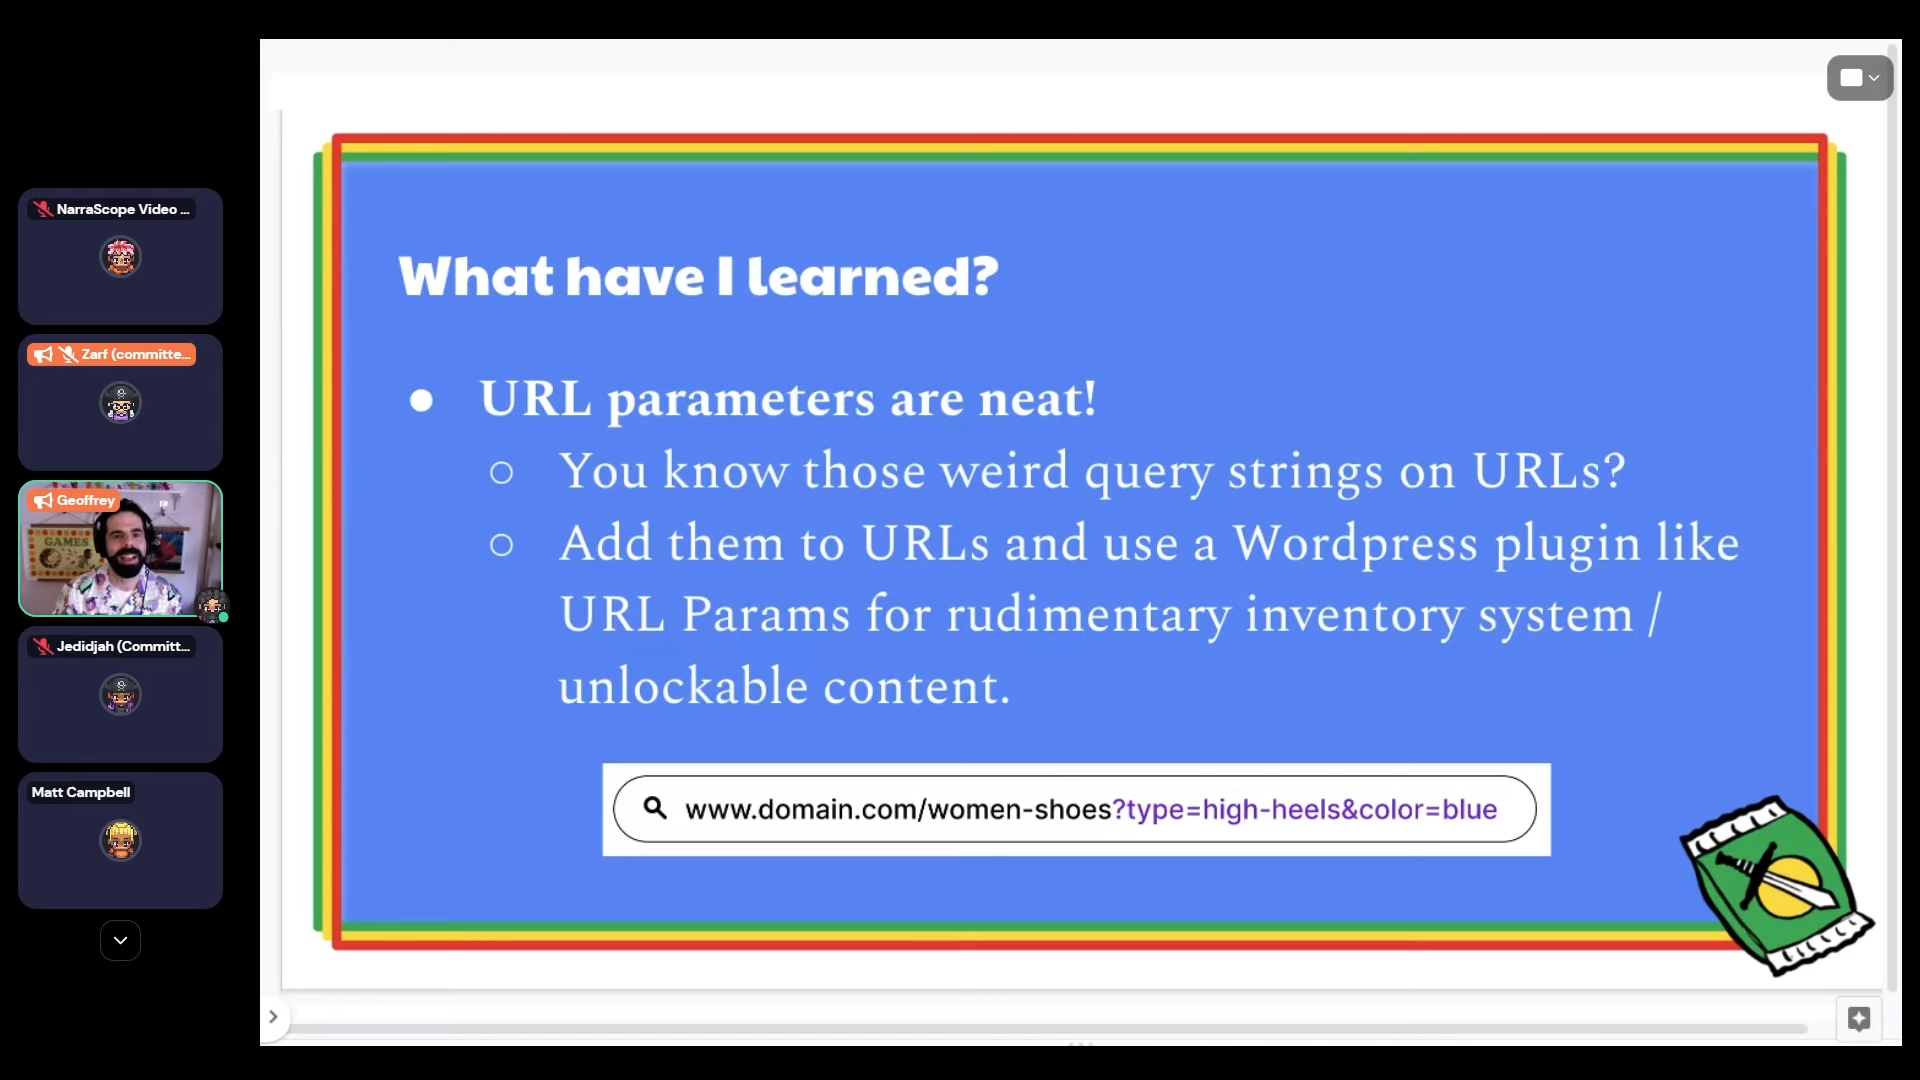 NarraScope Video ...
Zarf (committe...
Geoffrey
GAMES
Jedidjah (Committ...
Matt Campbell
What have I learned?
● URL parameters are neat!
○ You know those weird query strings on URLs?
○ Add them to URLs and use a Wordpress plugin like
URL Params for rudimentary inventory system /
unlockable content.
www.domain.com/women-shoes?type=high-heels&color=blue